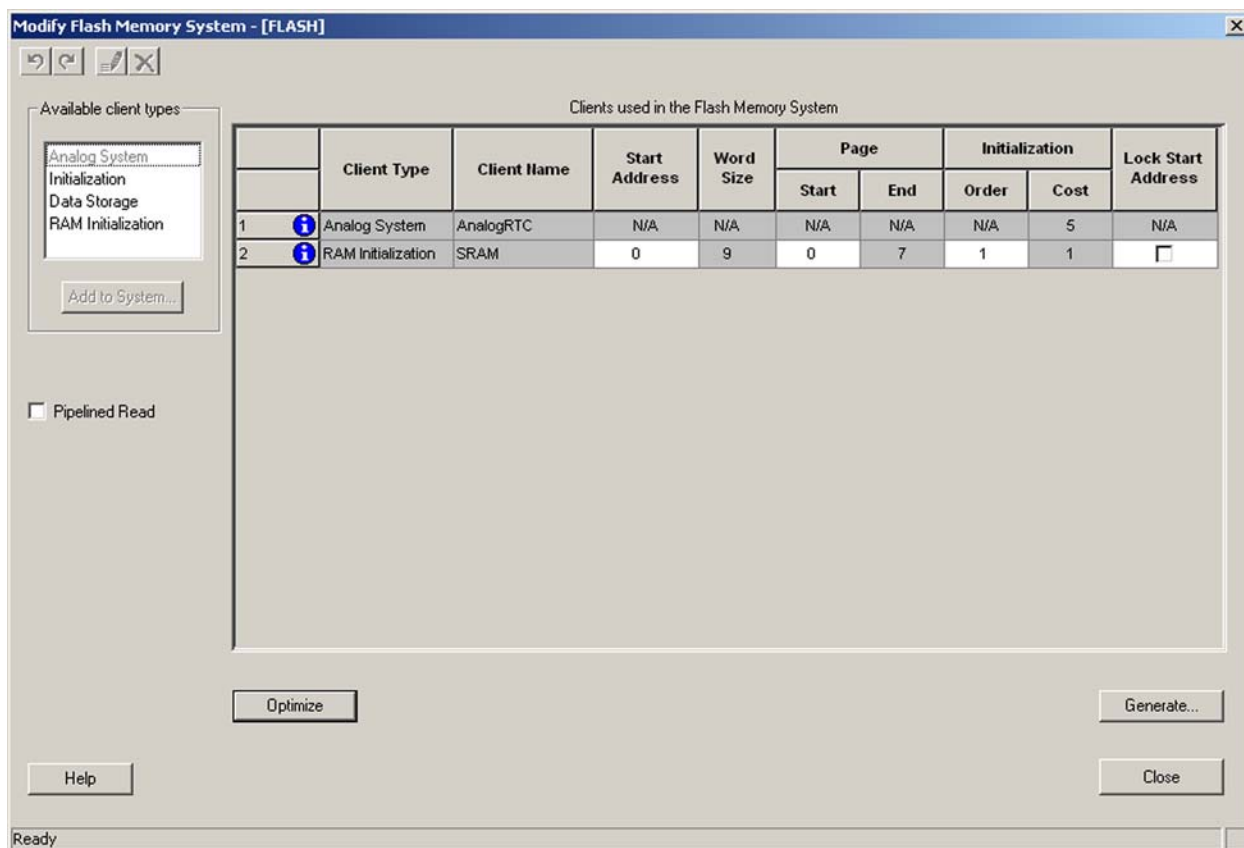 Modify Flash Memory System - [FLASH]
Available client types
Analog System
Initialization
Data Storage
RAM Initialization
Add to System...
Pipelined Read
Clients used in the Flash Memory System
Client Type Client Name Start Address Word Size Page Initialization Lock Start Address
Start End Order Cost
1 Analog System AnalogRTC N/A N/A N/A N/A N/A 5 N/A
2 RAM Initialization SRAM 0 9 0 7 1 1
Optimize
Generate...
Help
Close
Ready